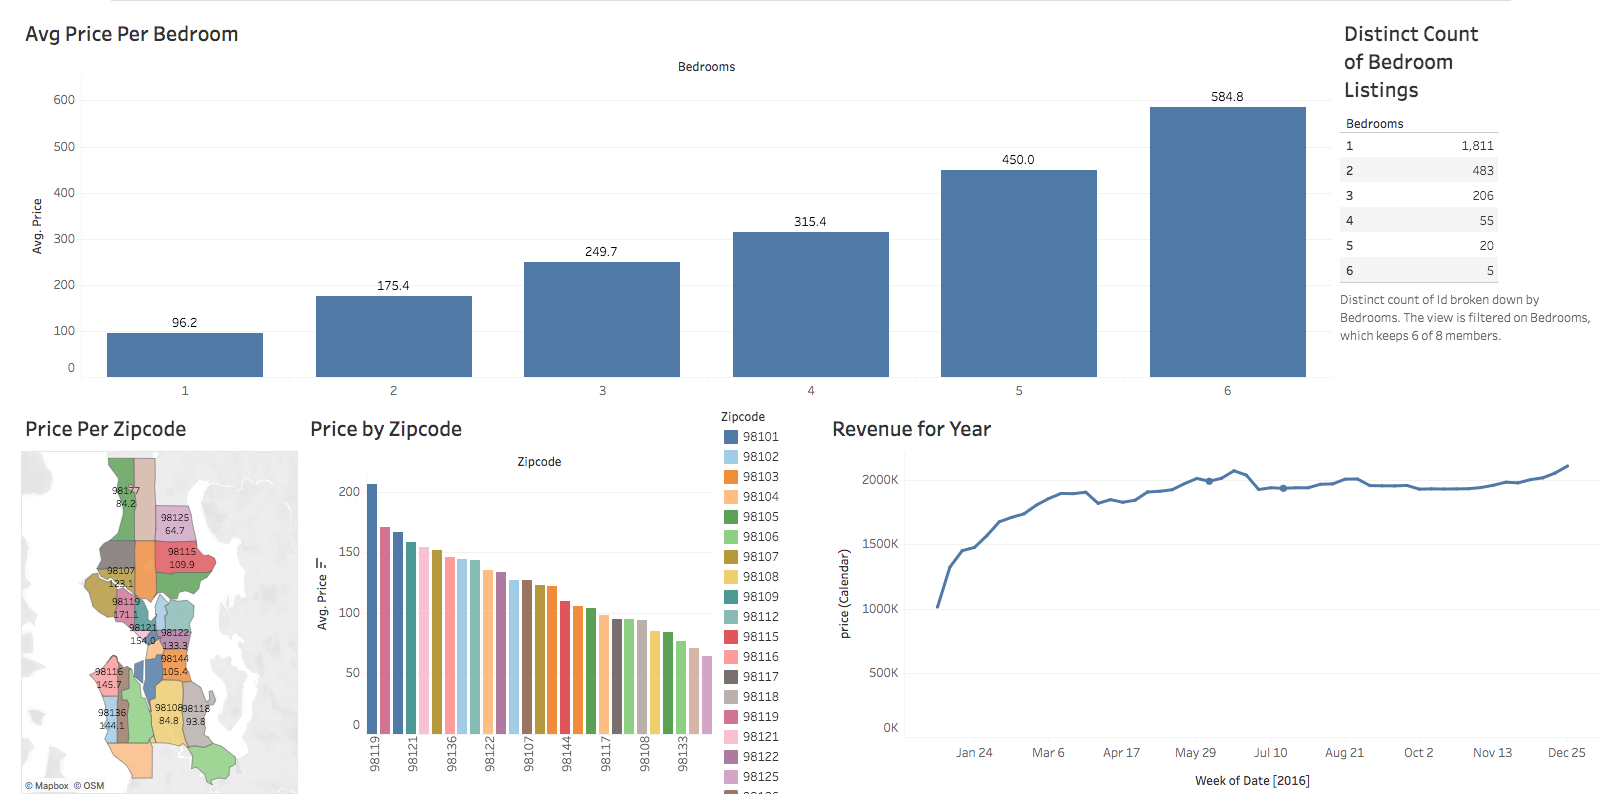 Avg Price Per Bedroom
Bedrooms
Avg. Price
600
500
400
300
200
100
0
96.2
175.4
249.7
315.4
450.0
584.8
1
2
3
4
5
6
Distinct Count
of Bedroom
Listings
Bedrooms
1 1,811
2 483
3 206
4 55
5 20
6 5
Distinct count of Id broken down by
Bedrooms. The view is filtered on Bedrooms,
which keeps 6 of 8 members.
Price Per Zipcode
98177
84.2
98125
64.7
98115
109.9
98107
123.1
98119
171.1
98121
154.0
98122
133.3
98144
105.4
98116
145.7
98136
144.1
98108
84.8
98118
93.8
© Mapbox © OSM
Price by Zipcode
Zipcode
Avg. Price
200
150
100
50
0
98119
98121
98136
98122
98107
98144
98117
98108
98133
Zipcode
98101
98102
98103
98104
98105
98106
98107
98108
98109
98112
98115
98116
98117
98118
98119
98121
98122
98125
Revenue for Year
price (Calendar)
2000K
1500K
1000K
500K
0K
Jan 24
Mar 6
Apr 17
May 29
Jul 10
Aug 21
Oct 2
Nov 13
Dec 25
Week of Date [2016]